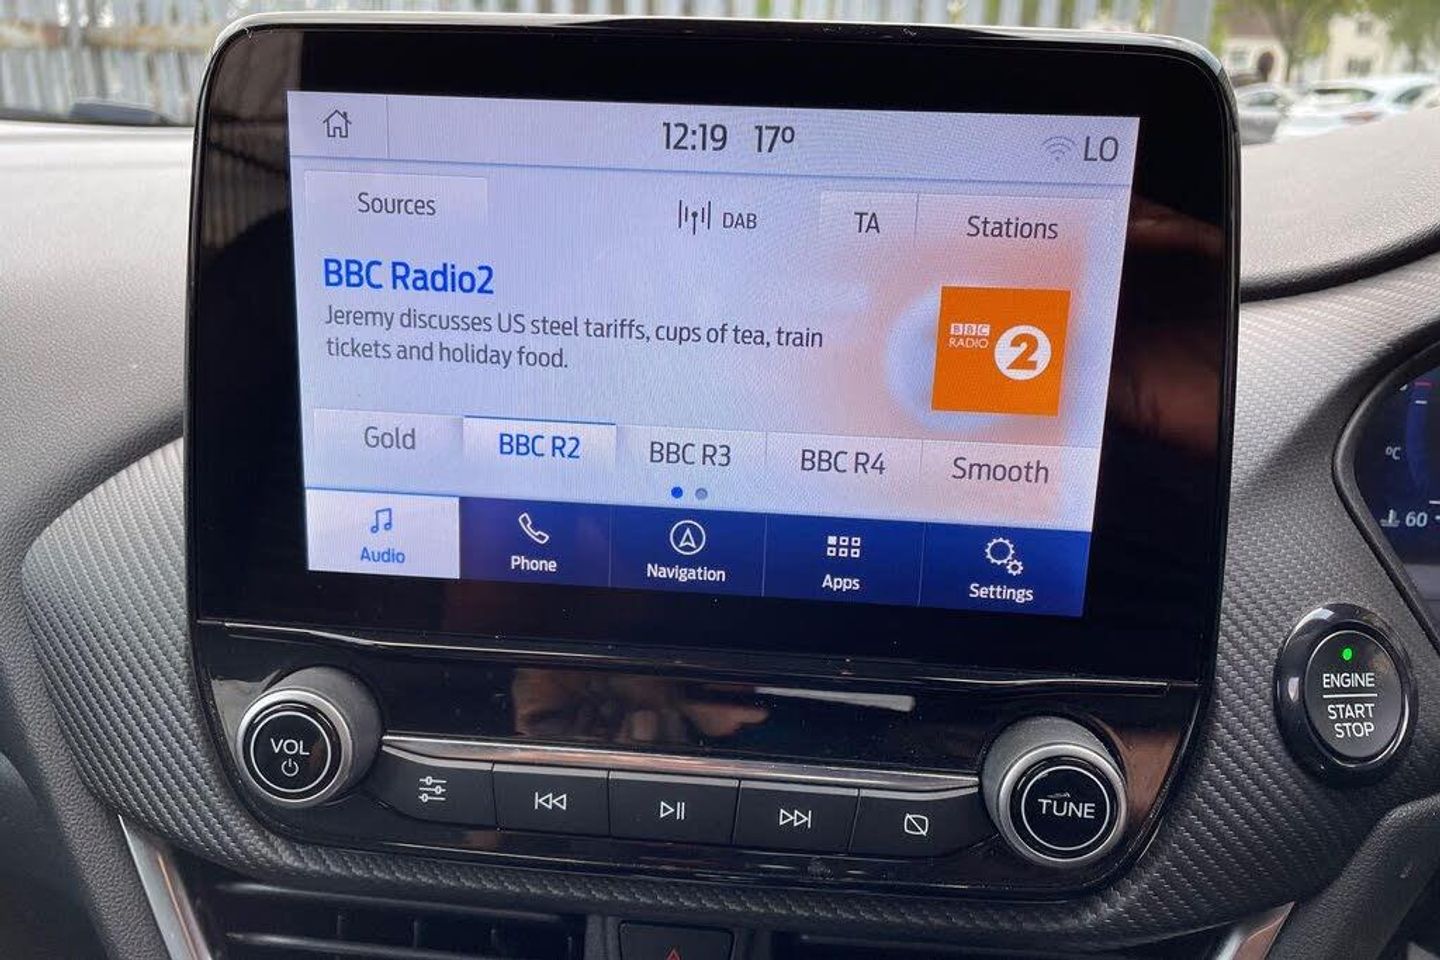 12:19 17º
LO
Sources
DAB
TA
Stations
BBC Radio2
Jeremy discusses US steel tariffs, cups of tea, train
tickets and holiday food.
BBC
RADIO
2
Gold
BBC R2
BBC R3
BBC R4
Smooth
Audio
Phone
Navigation
Apps
Settings
ºC
60
ENGINE
START
STOP
VOL
TUNE